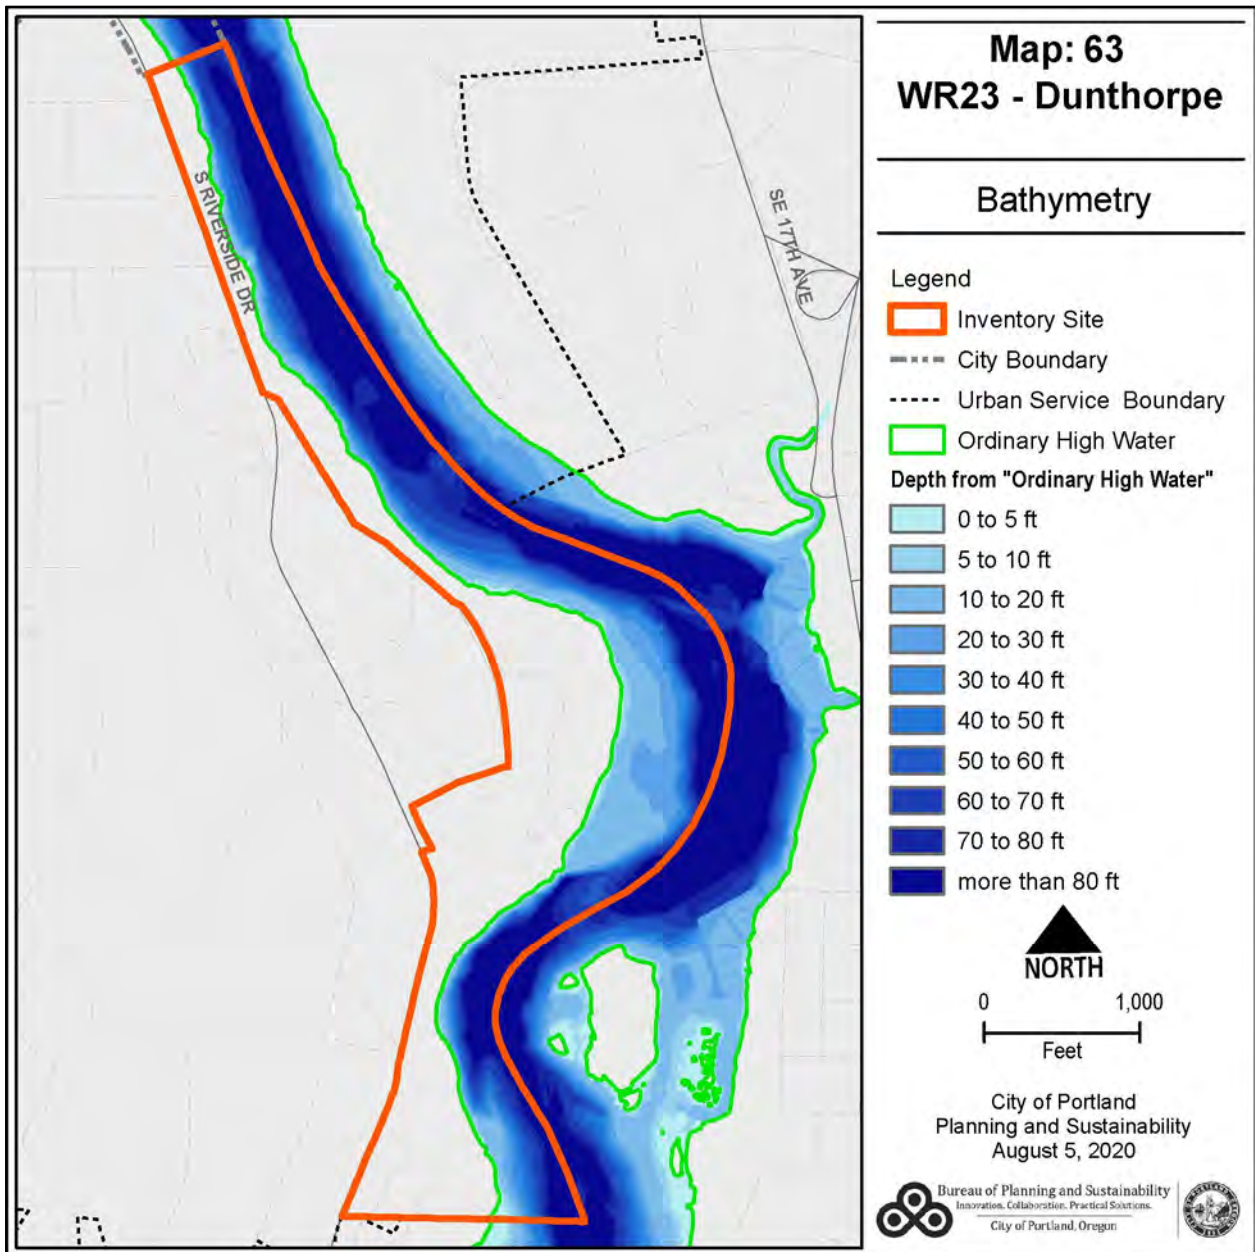 Map: 63
WR23 - Dunthorpe
Bathymetry
Legend
Inventory Site
City Boundary
Urban Service Boundary
Ordinary High Water
Depth from "Ordinary High Water"
0 to 5 ft
5 to 10 ft
10 to 20 ft
20 to 30 ft
30 to 40 ft
40 to 50 ft
50 to 60 ft
60 to 70 ft
70 to 80 ft
more than 80 ft
NORTH
0 1,000
Feet
City of Portland
Planning and Sustainability
August 5, 2020
Bureau of Planning and Sustainability
Innovation. Collaboration. Practical Solutions.
City of Portland, Oregon
S RIVERSIDE DR
SE 17TH AVE